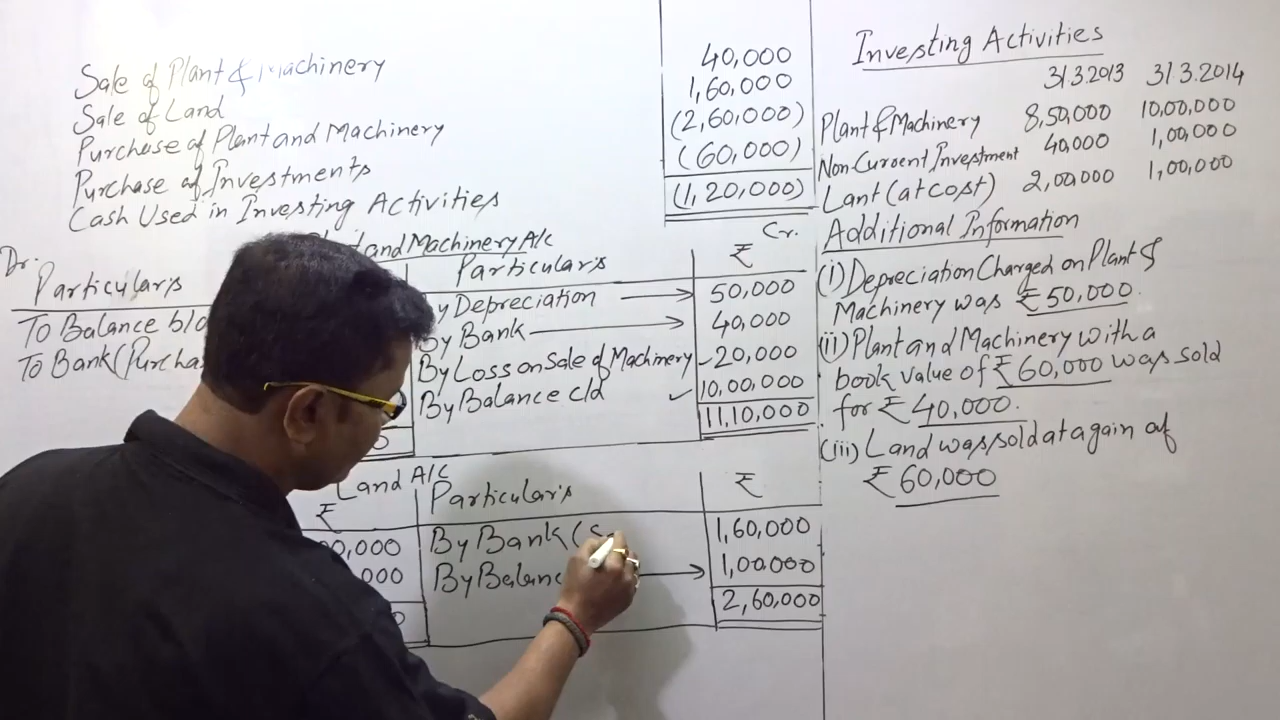 Sale of Plant & Machinery 40,000
Sale of Land 1,60,000
Purchase of Plant and Machinery (2,60,000)
Purchase of Investments (60,000)
Cash Used in Investing Activities (1,20,000)
and Machinery A/c
Dr. Cr.
Particulars Particulars ₹
To Balance b/d By Depreciation 50,000
To Bank (Purchas By Bank 40,000
By Loss on Sale of Machinery 20,000
By Balance c/d 10,00,000
11,10,000
Land A/c
₹ Particulars ₹
By Bank ( 1,60,000
By Balanc 1,00,000
2,60,000
Investing Activities
31.3.2013 31.3.2014
Plant & Machinery 8,50,000 10,00,000
Non Current Investment 40,000 1,00,000
Lant (at cost) 2,00,000 1,00,000
Additional Information
(i) Depreciation Charged on Plant &
Machinery was ₹50,000.
(ii) Plant and Machinery with a
book value of ₹60,000 was sold
for ₹40,000.
(iii) Land was sold at a gain of
₹60,000